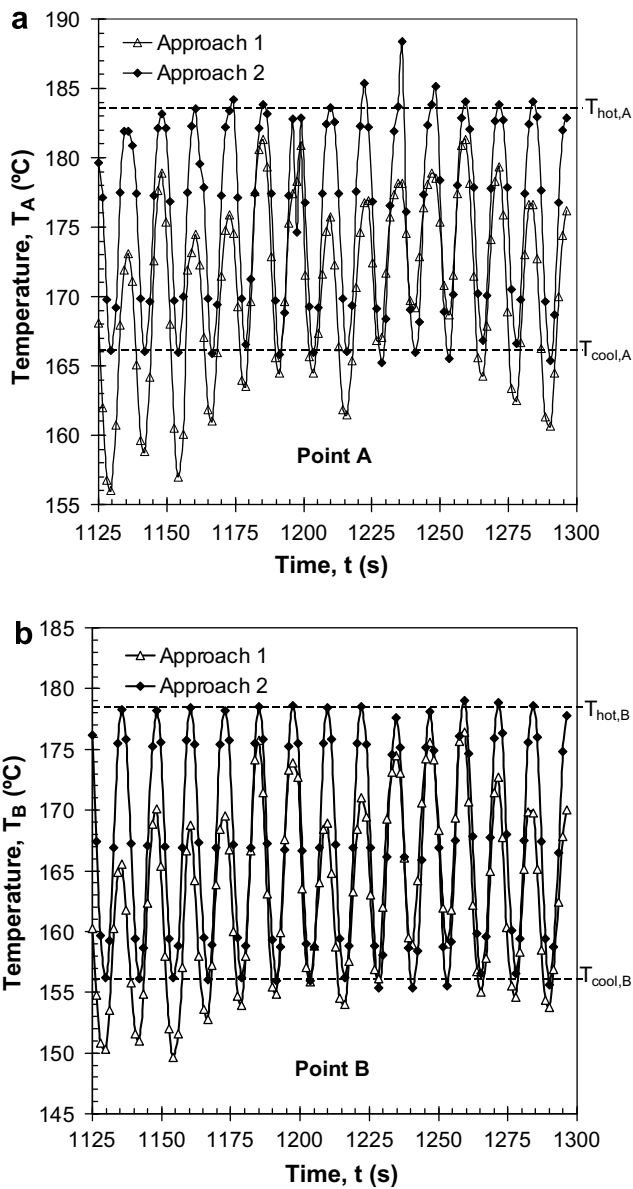 a
190
185
180
175
170
165
160
155
Temperature, T_A (ºC)
Approach 1
Approach 2
T_hot,A
T_cool,A
Point A
1125 1150 1175 1200 1225 1250 1275 1300
Time, t (s)
b
185
180
175
170
165
160
155
150
145
Temperature, T_B (ºC)
Approach 1
Approach 2
T_hot,B
T_cool,B
Point B
1125 1150 1175 1200 1225 1250 1275 1300
Time, t (s)